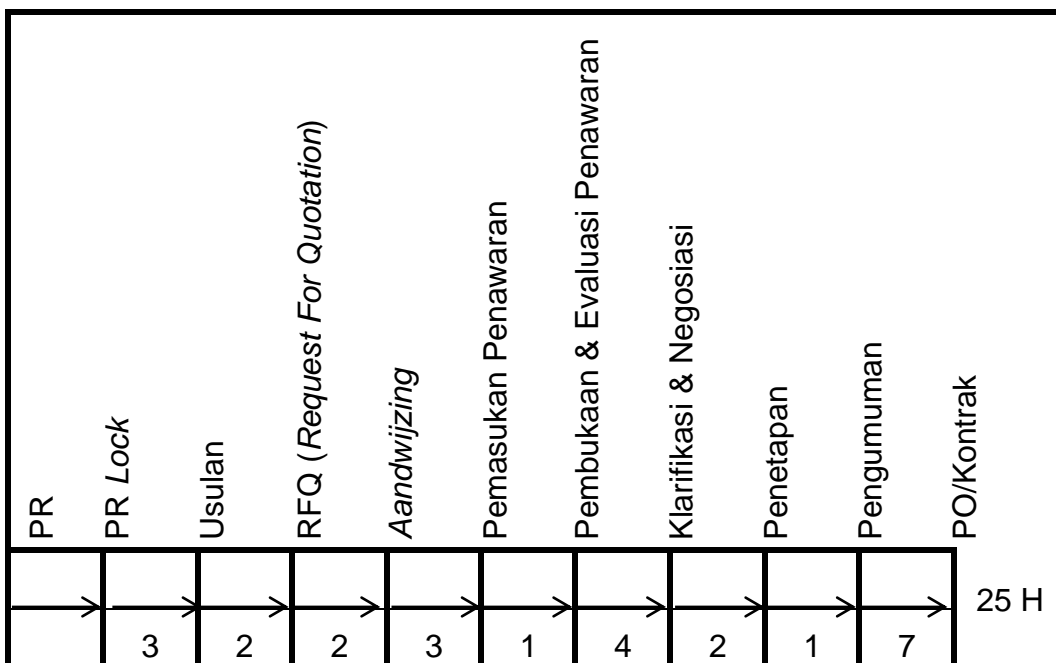 PR
PR Lock
Usulan
RFQ (Request For Quotation)
Aandwijzing
Pemasukan Penawaran
Pembukaan & Evaluasi Penawaran
Klarifikasi & Negosiasi
Penetapan
Pengumuman
PO/Kontrak
25 H
3 2 2 3 1 4 2 1 7